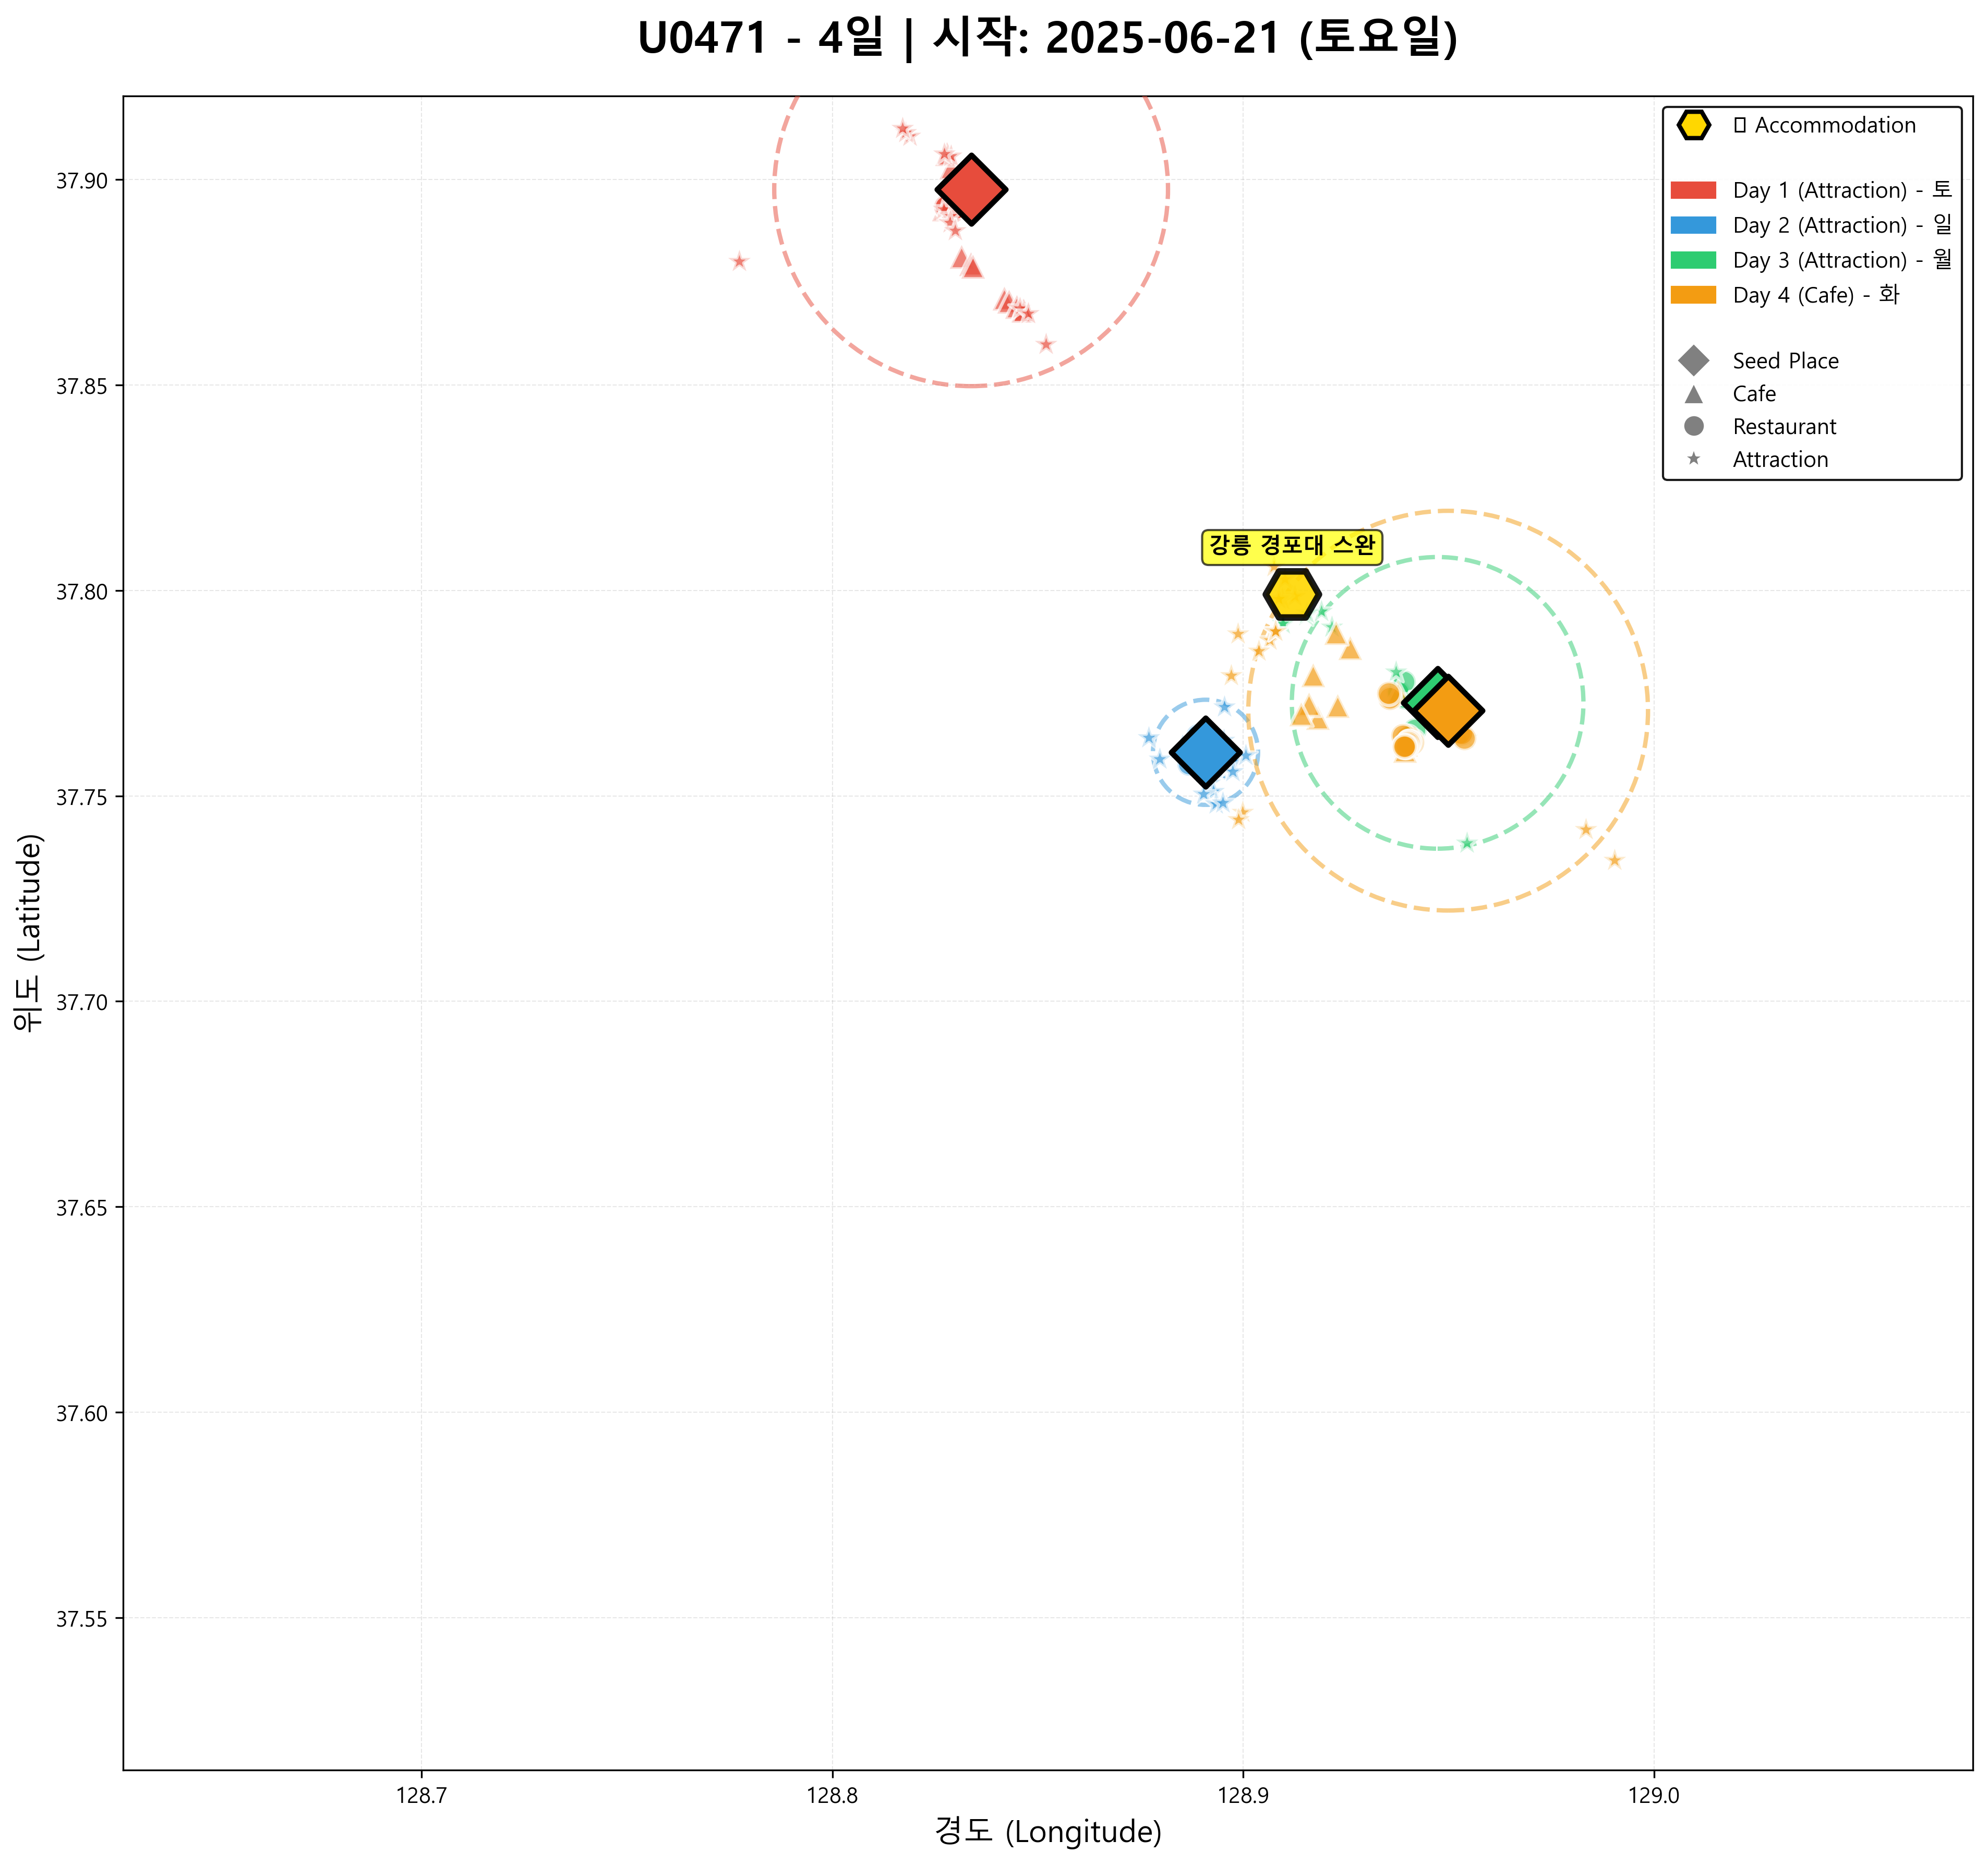 U0471 - 4일 | 시작: 2025-06-21 (토요일)
Accommodation
Day 1 (Attraction) - 토
Day 2 (Attraction) - 일
Day 3 (Attraction) - 월
Day 4 (Cafe) - 화
Seed Place
Cafe
Restaurant
Attraction
강릉 경포대 스완
위도 (Latitude)
37.90
37.85
37.80
37.75
37.70
37.65
37.60
37.55
128.7
128.8
128.9
129.0
경도 (Longitude)